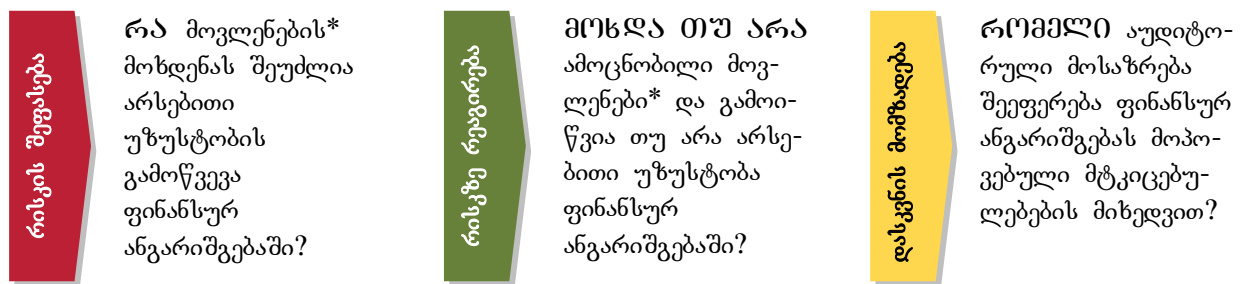 რისკის შეფასება
რა მოვლენების*
მოხდენას შეუძლია
არსებითი
უზუსტობის
გამოწვევა
ფინანსურ
ანგარიშგებაში?
რისკზე რეაგირება
მოხდა თუ არა
ამოცნობილი მოვ-
ლენები* და გამოი-
წვია თუ არა არსე-
ბითი უზუსტობა
ფინანსურ
ანგარიშგებაში?
დასკვნის მომზადება
რომელი აუდიტო-
რული მოსაზრება
შეეფერება ფინანსურ
ანგარიშგებას მოპო-
ვებული მტკიცებუ-
ლებების მიხედვით?